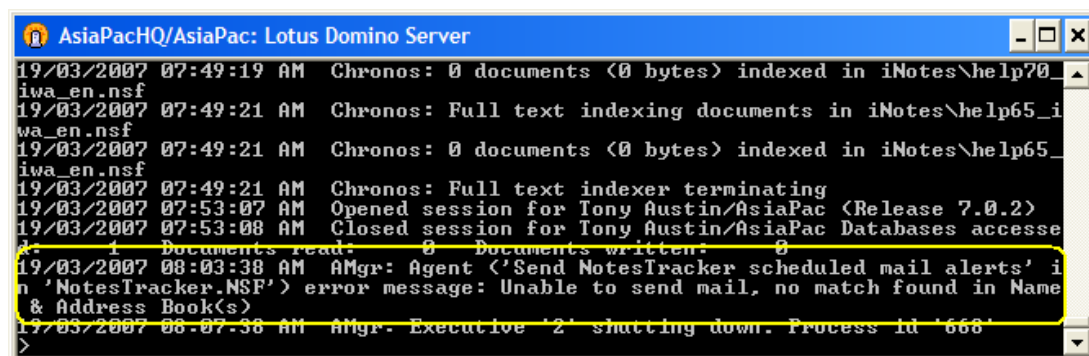 AsiaPacHQ/AsiaPac: Lotus Domino Server
19/03/2007 07:49:19 AM  Chronos: 0 documents (0 bytes) indexed in iNotes\help70_
iwa_en.nsf
19/03/2007 07:49:21 AM  Chronos: Full text indexing documents in iNotes\help65_i
wa_en.nsf
19/03/2007 07:49:21 AM  Chronos: 0 documents (0 bytes) indexed in iNotes\help65_
iwa_en.nsf
19/03/2007 07:49:21 AM  Chronos: Full text indexer terminating
19/03/2007 07:53:07 AM  Opened session for Tony Austin/AsiaPac (Release 7.0.2)
19/03/2007 07:53:08 AM  Closed session for Tony Austin/AsiaPac Databases accesse
d:     1   Documents read:     0   Documents written:     0
19/03/2007 08:03:38 AM  AMgr: Agent ('Send NotesTracker scheduled mail alerts' i
n 'NotesTracker.NSF') error message: Unable to send mail, no match found in Name
 & Address Book(s)
19/03/2007 08:07:38 AM  AMgr: Executive '2' shutting down. Process id '668'
>